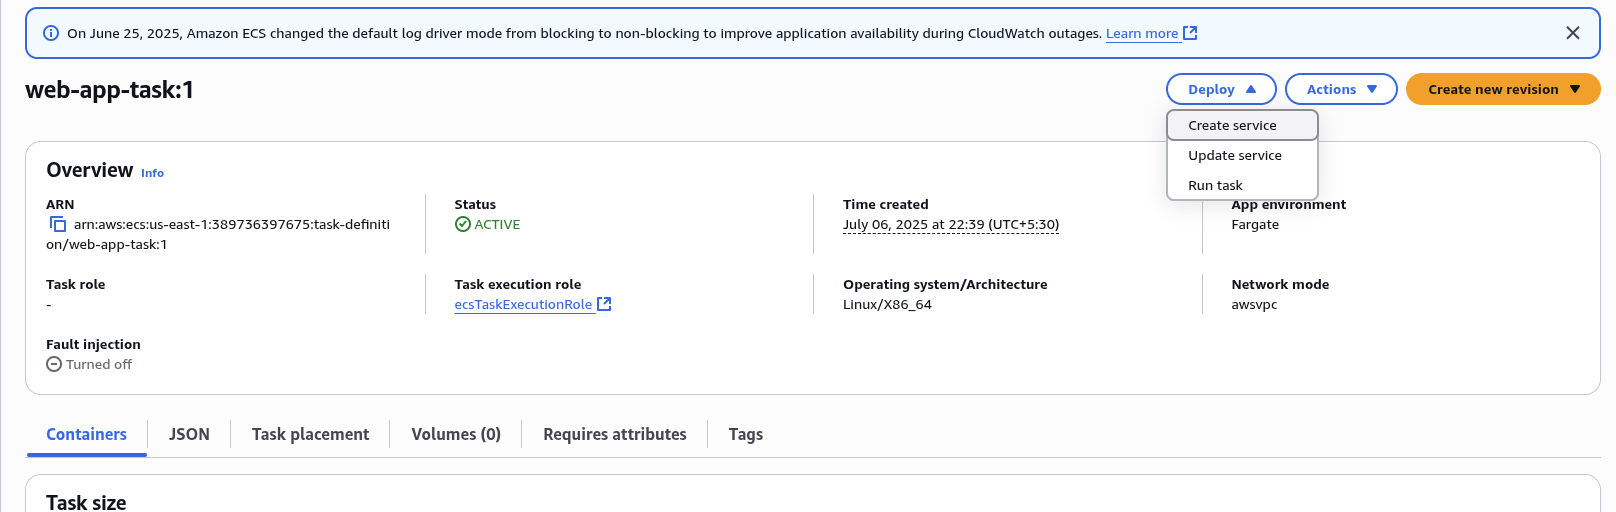 On June 25, 2025, Amazon ECS changed the default log driver mode from blocking to non-blocking to improve application availability during CloudWatch outages. Learn more
web-app-task:1
Deploy
Actions
Create new revision
Create service
Update service
Run task
Overview Info
ARN
arn:aws:ecs:us-east-1:389736397675:task-definiti
on/web-app-task:1
Status
ACTIVE
Time created
July 06, 2025 at 22:39 (UTC+5:30)
App environment
Fargate
Task role
-
Task execution role
ecsTaskExecutionRole
Operating system/Architecture
Linux/X86_64
Network mode
awsvpc
Fault injection
Turned off
Containers
JSON
Task placement
Volumes (0)
Requires attributes
Tags
Task size